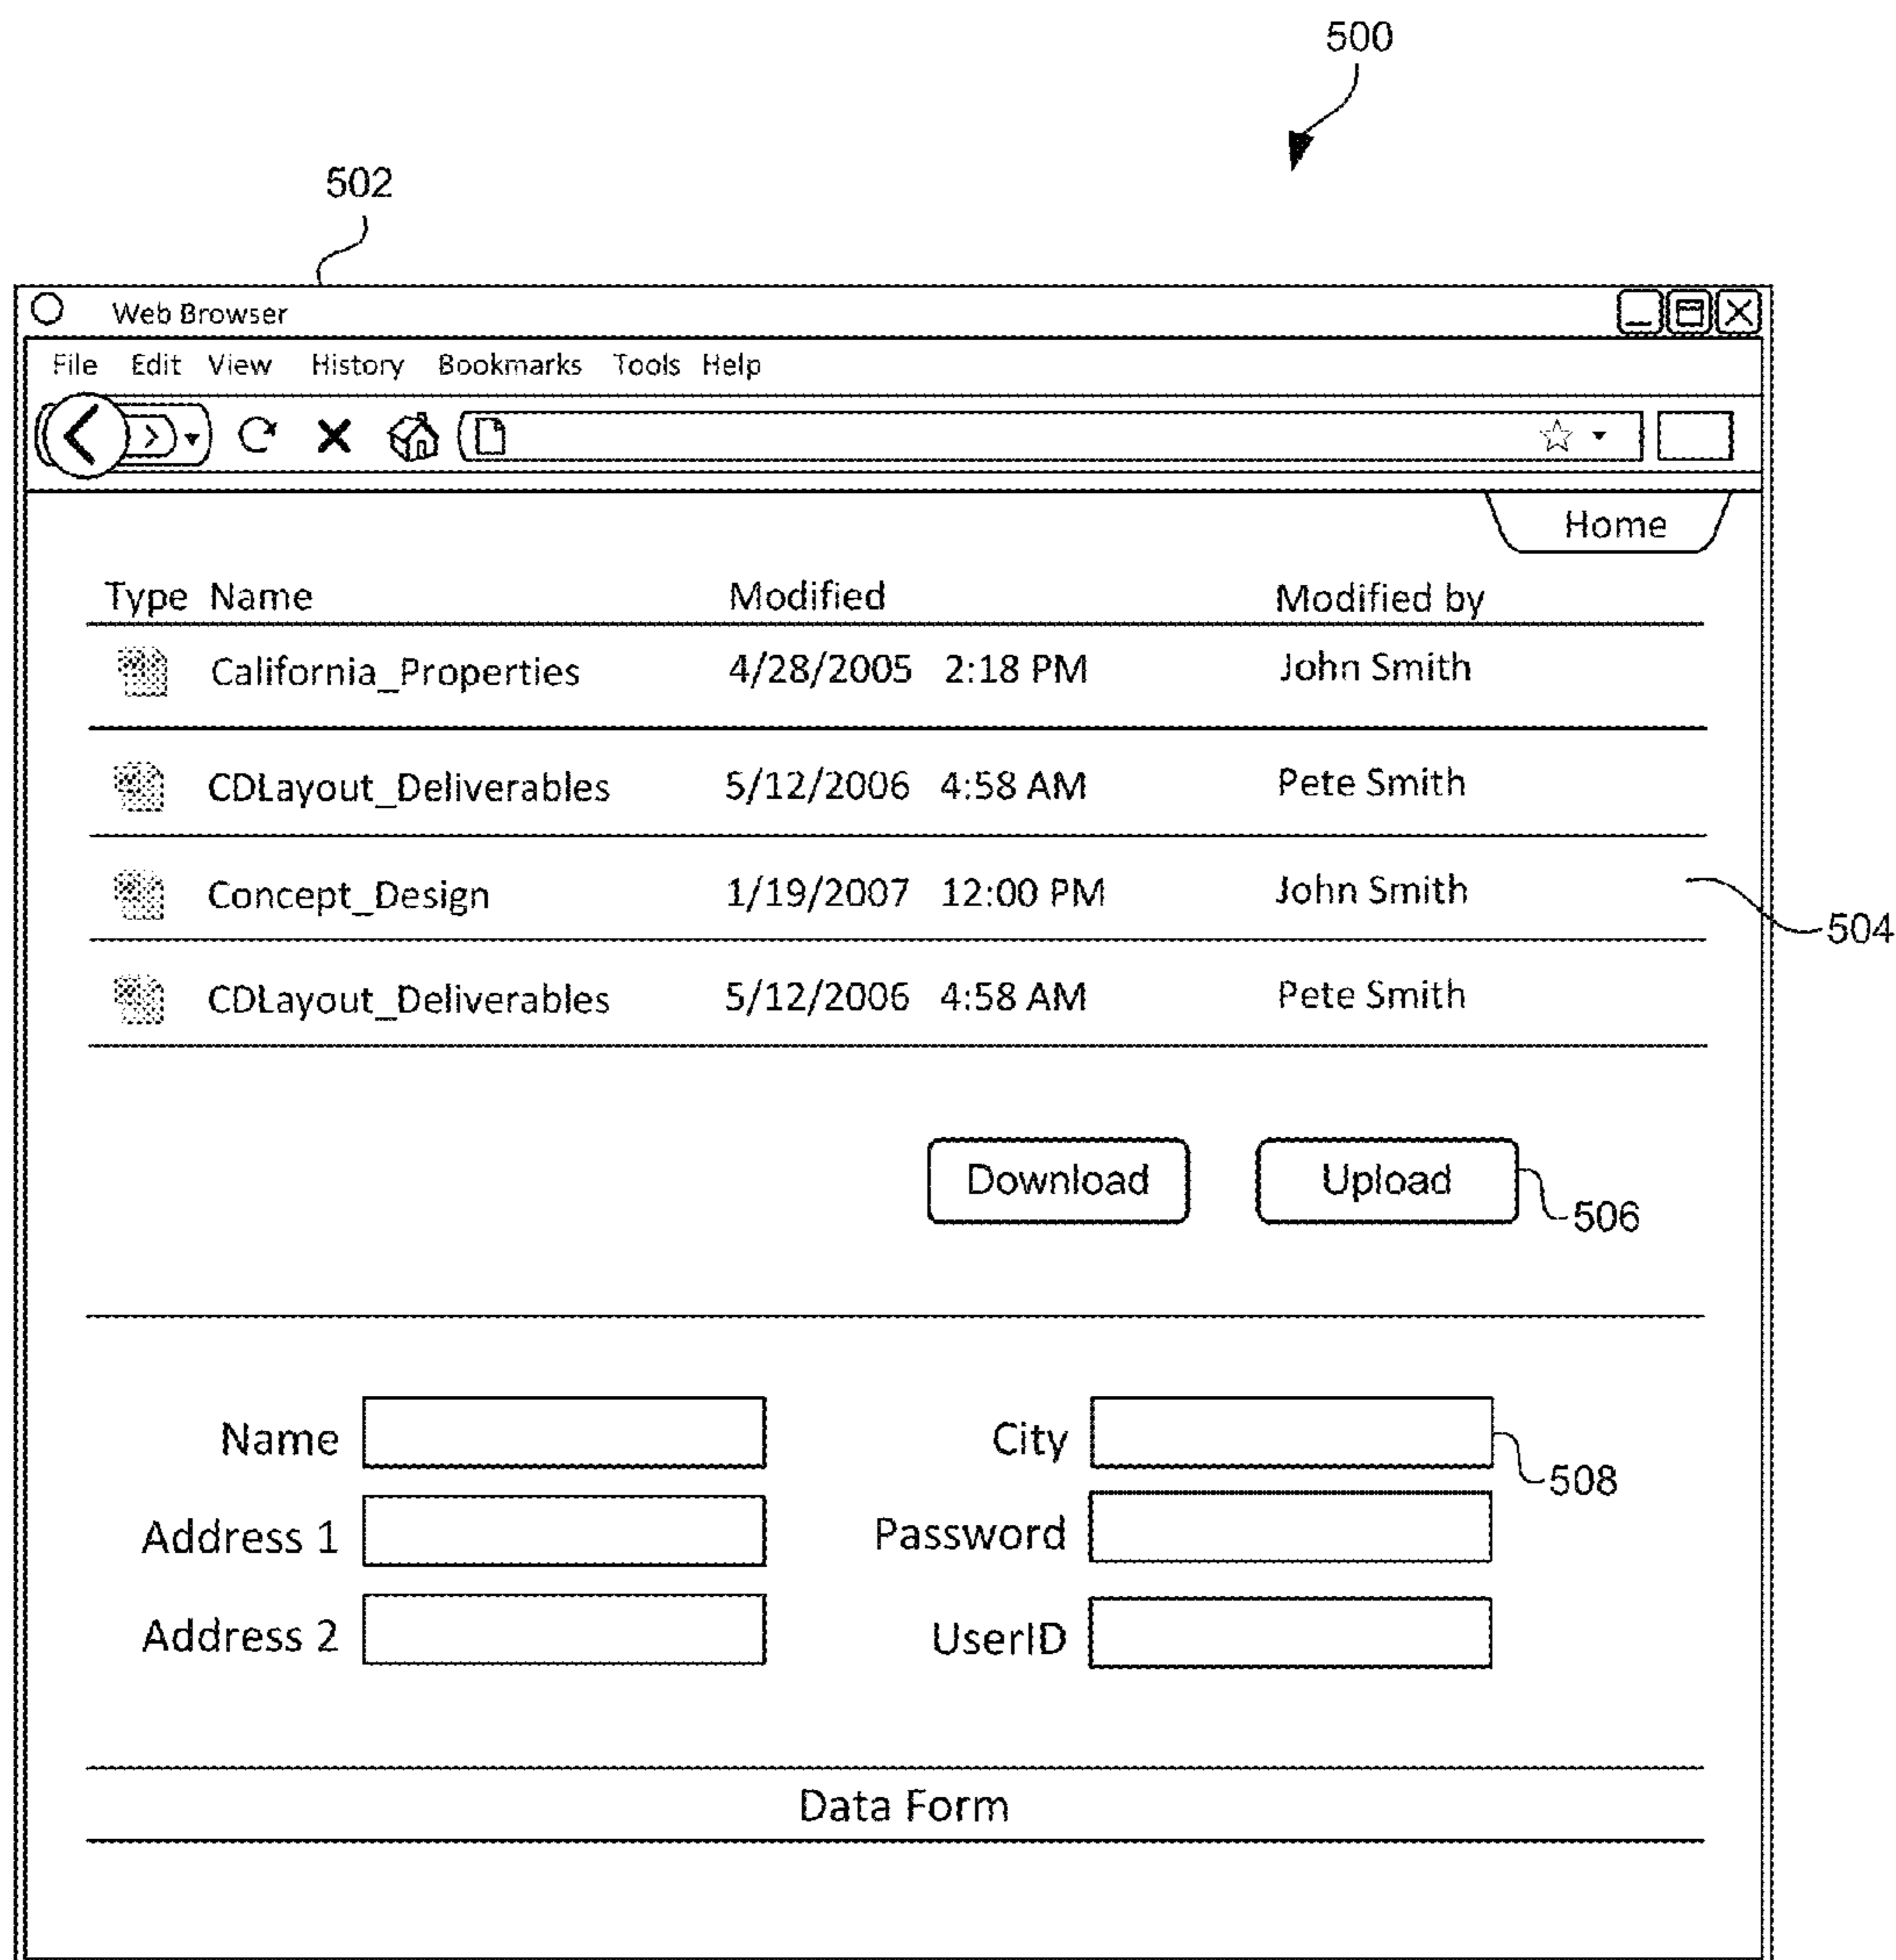 500
502
Web Browser
File Edit View History Bookmarks Tools Help
Home
Type Name Modified Modified by
California_Properties 4/28/2005 2:18 PM John Smith
CDLayout_Deliverables 5/12/2006 4:58 AM Pete Smith
Concept_Design 1/19/2007 12:00 PM John Smith
504
CDLayout_Deliverables 5/12/2006 4:58 AM Pete Smith
Download Upload
506
Name City
508
Address 1 Password
Address 2 UserID
Data Form